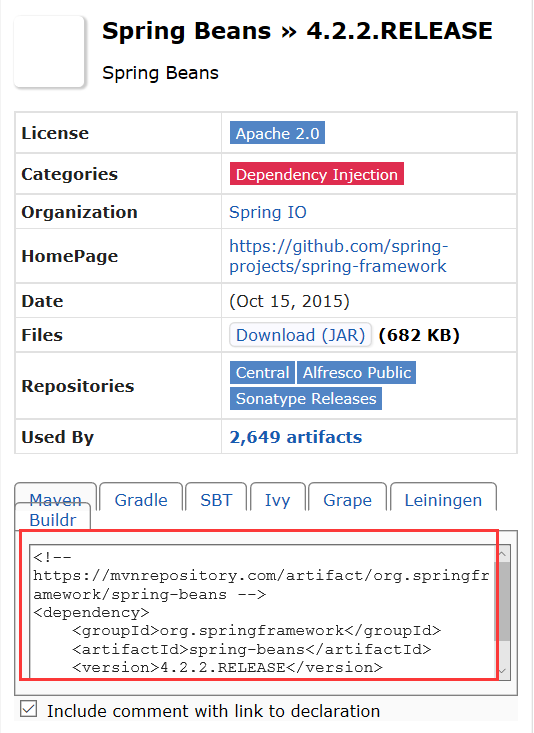 Spring Beans » 4.2.2.RELEASE
Spring Beans
License Apache 2.0
Categories Dependency Injection
Organization Spring IO
HomePage https://github.com/spring-
projects/spring-framework
Date (Oct 15, 2015)
Files Download (JAR) (682 KB)
Repositories Central Alfresco Public
Sonatype Releases
Used By 2,649 artifacts
Maven Gradle SBT Ivy Grape Leiningen
Buildr
<!--
https://mvnrepository.com/artifact/org.springfr
amework/spring-beans -->
<dependency>
    <groupId>org.springframework</groupId>
    <artifactId>spring-beans</artifactId>
    <version>4.2.2.RELEASE</version>
Include comment with link to declaration